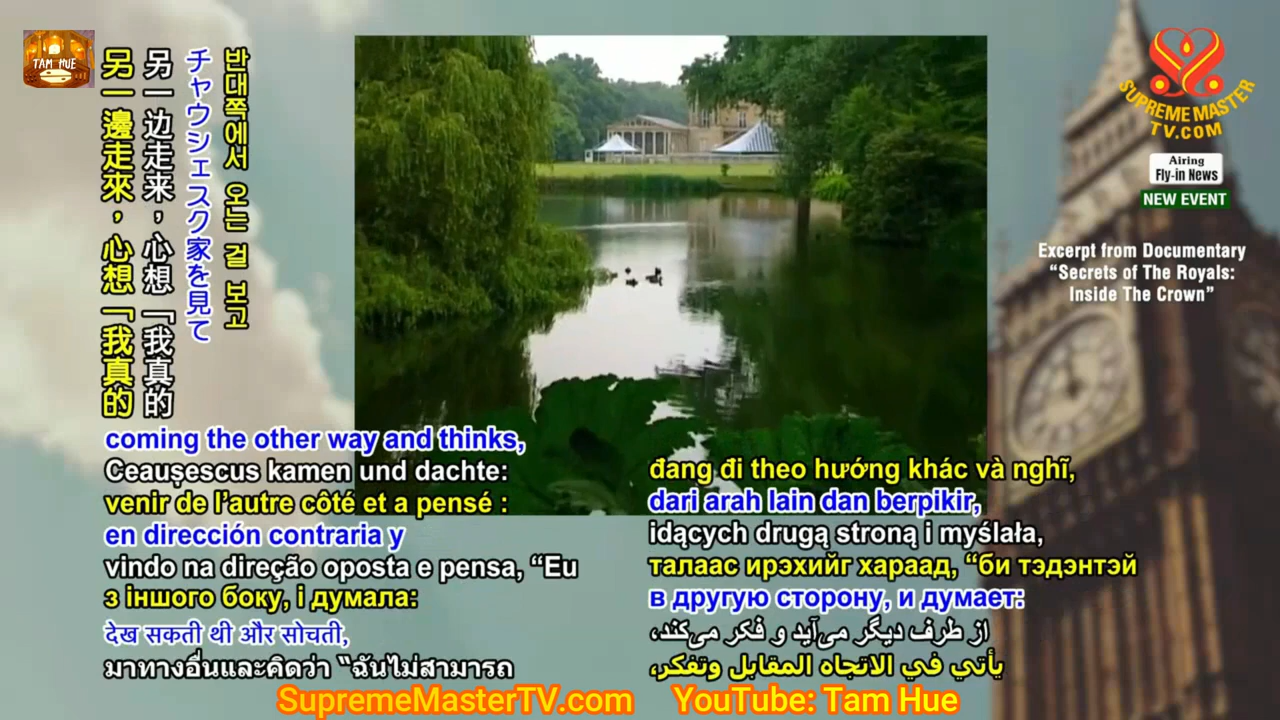 TAM HUE
另一邊走來，心想「我真的
另一边走来，心想「我真的
チャウシェスク家を見て
반대쪽에서 오는 걸 보고
SUPREME MASTER
TV.COM
Airing
Fly-in News
NEW EVENT
Excerpt from Documentary
“Secrets of The Royals:
Inside The Crown”
coming the other way and thinks,
Ceaușescus kamen und dachte:
venir de l’autre côté et a pensé :
en dirección contraria y
vindo na direção oposta e pensa, “Eu
з іншого боку, і думала:
देख सकती थी और सोचती,
มาทางอื่นและคิดว่า “ฉันไม่สามารถ
đang đi theo hướng khác và nghĩ,
dari arah lain dan berpikir,
idących drugą stroną i myślała,
талаас ирэхийг хараад, “би тэдэнтэй
в другую сторону, и думает:
از طرف دیگر می‌آید و فکر می‌کند،
يأتي في الاتجاه المقابل وتفكر،
SupremeMasterTV.com YouTube: Tam Hue